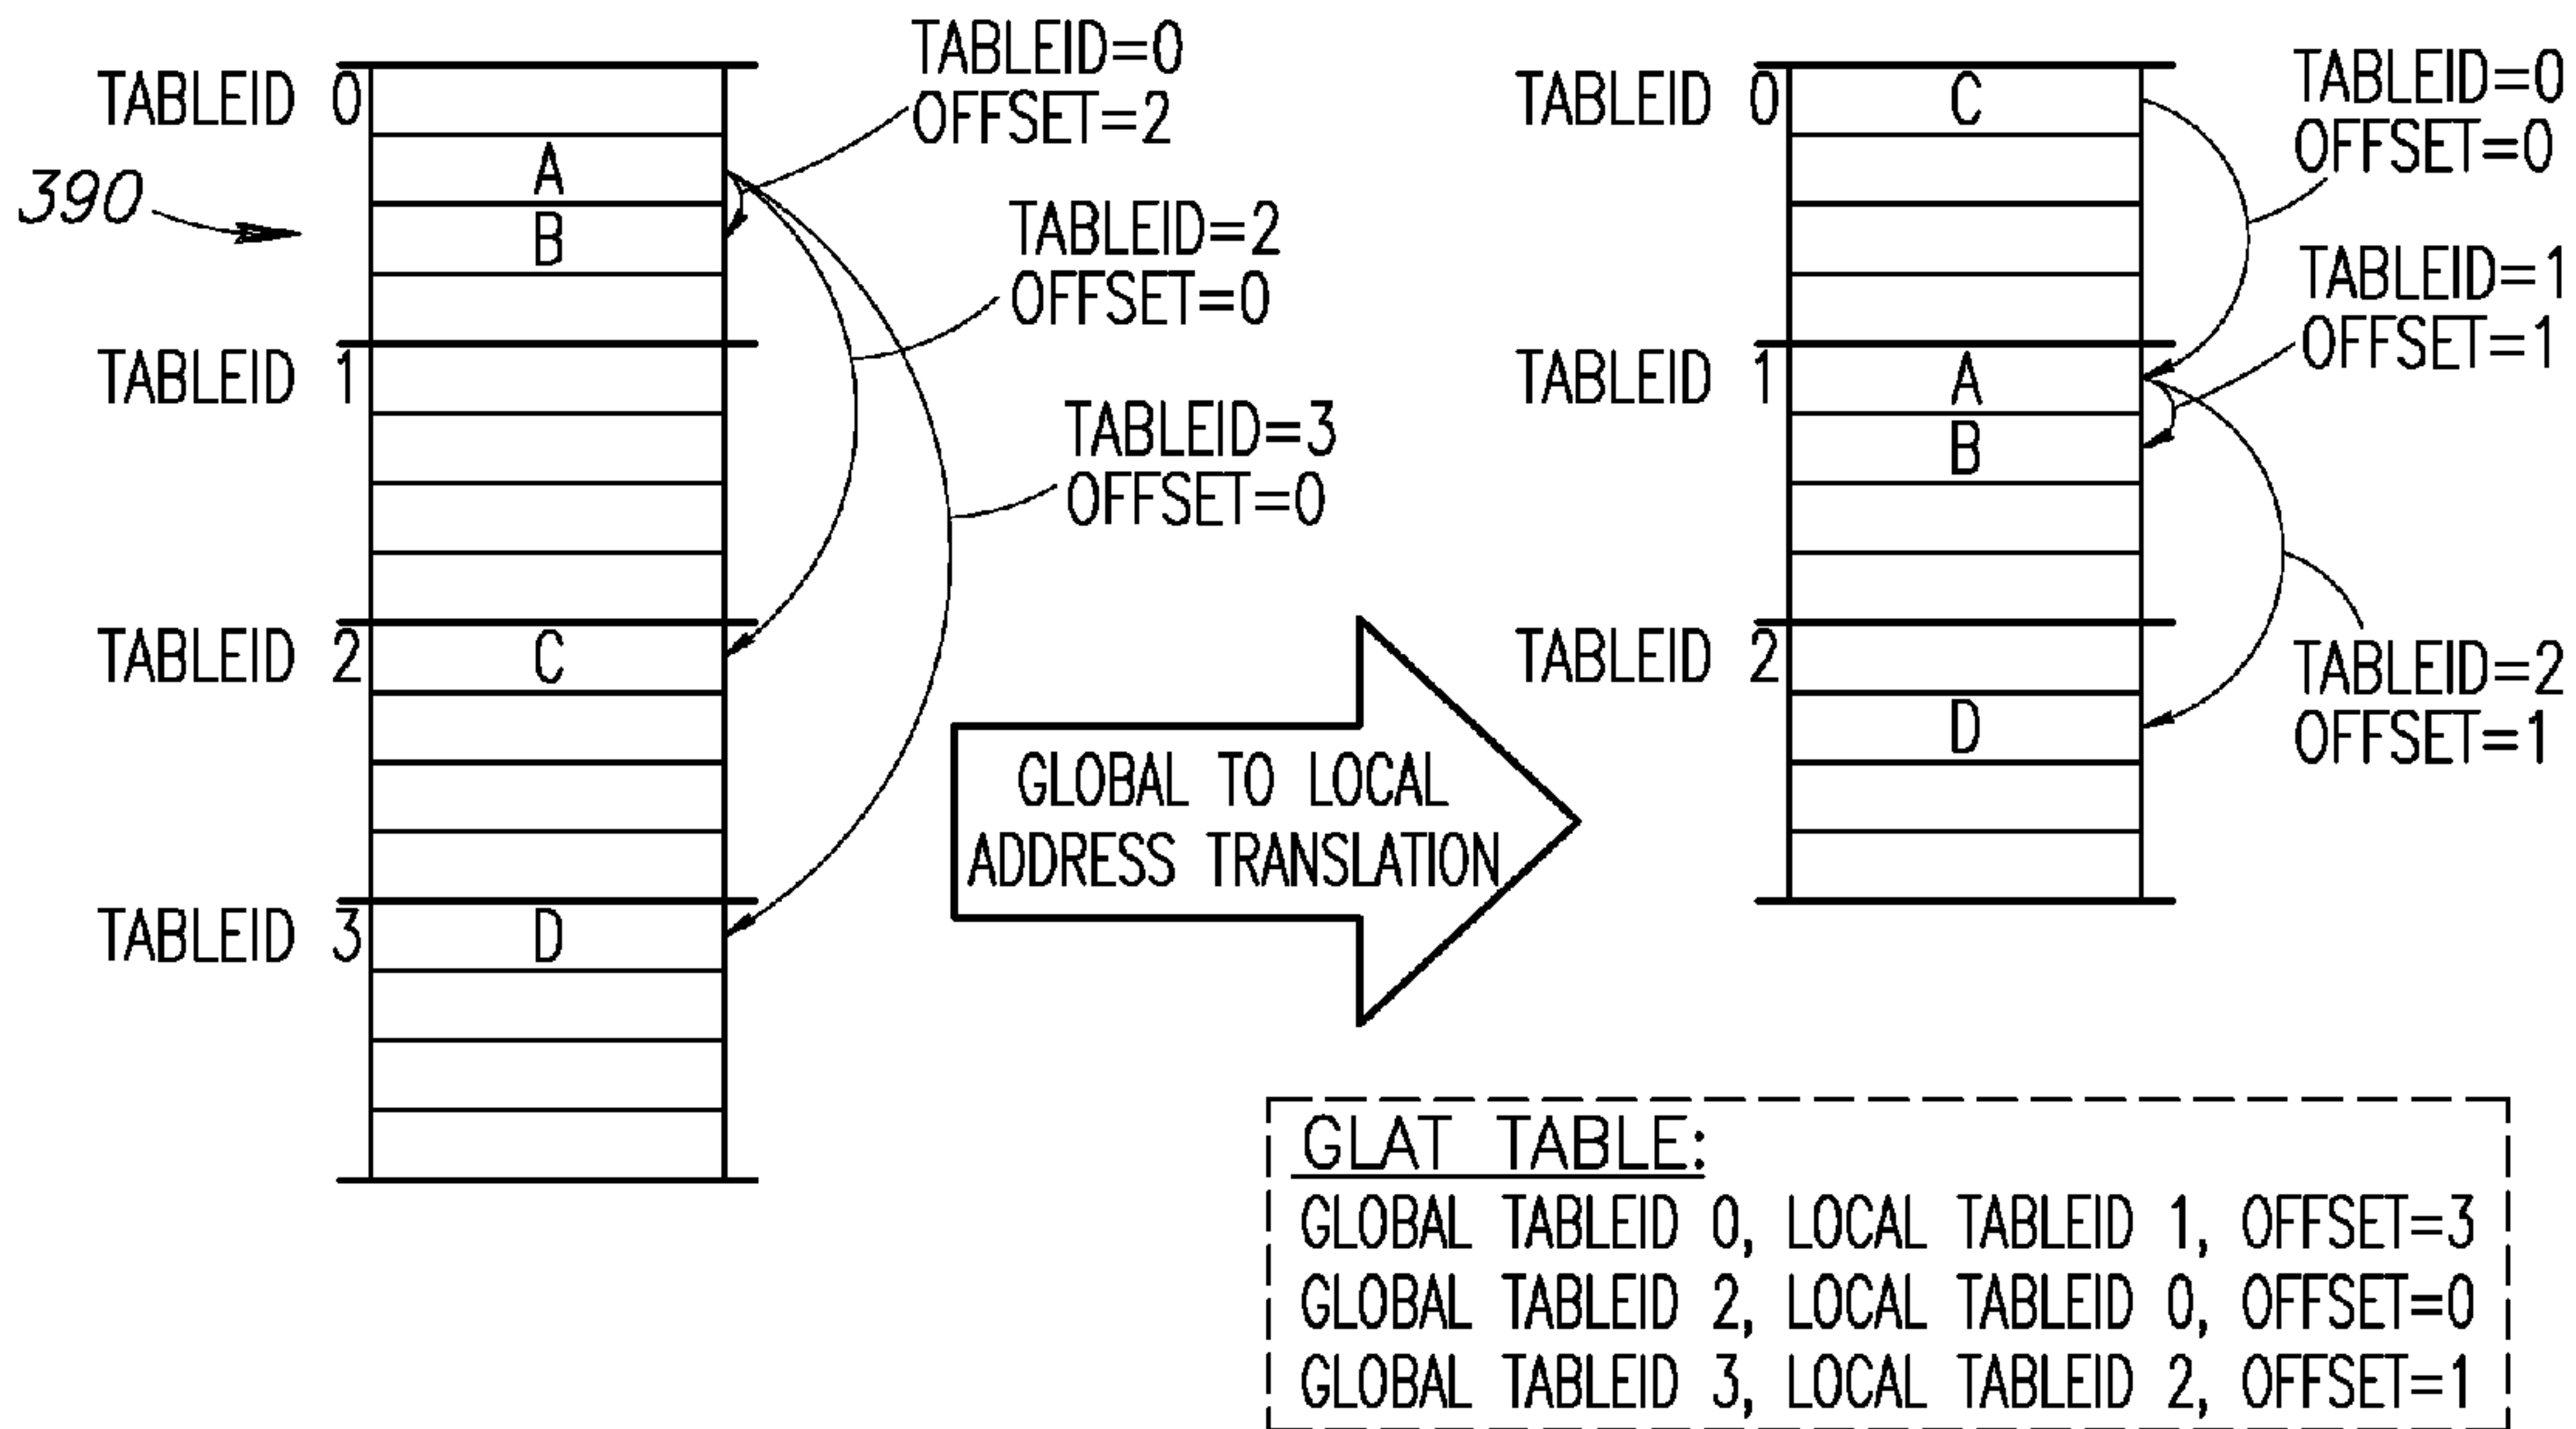 TABLEID 0
390
A
B
TABLEID 1
TABLEID 2
C
TABLEID 3
D
TABLEID=0
OFFSET=2
TABLEID=2
OFFSET=0
TABLEID=3
OFFSET=0
GLOBAL TO LOCAL
ADDRESS TRANSLATION
TABLEID 0
C
TABLEID 1
A
B
TABLEID 2
D
TABLEID=0
OFFSET=0
TABLEID=1
OFFSET=1
TABLEID=2
OFFSET=1
GLAT TABLE:
GLOBAL TABLEID 0, LOCAL TABLEID 1, OFFSET=3
GLOBAL TABLEID 2, LOCAL TABLEID 0, OFFSET=0
GLOBAL TABLEID 3, LOCAL TABLEID 2, OFFSET=1